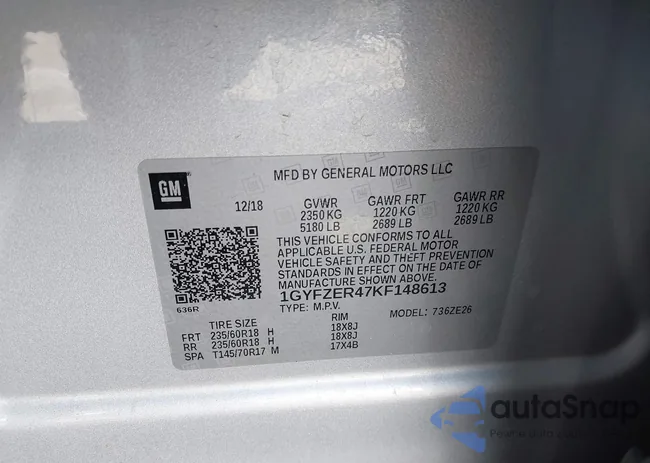 GM
MFD BY GENERAL MOTORS LLC
12/18 GVWR GAWR FRT GAWR RR
2350 KG 1220 KG 1220 KG
5180 LB 2689 LB 2689 LB
THIS VEHICLE CONFORMS TO ALL
APPLICABLE U.S. FEDERAL MOTOR
VEHICLE SAFETY AND THEFT PREVENTION
STANDARDS IN EFFECT ON THE DATE OF
MANUFACTURE SHOWN ABOVE.
1GYFZER47KF148613
636R
TYPE: M.P.V. MODEL: 736ZE26
TIRE SIZE RIM
FRT 235/60R18 H 18X8J
RR 235/60R18 H 18X8J
SPA T145/70R17 M 17X4B
autaSnap